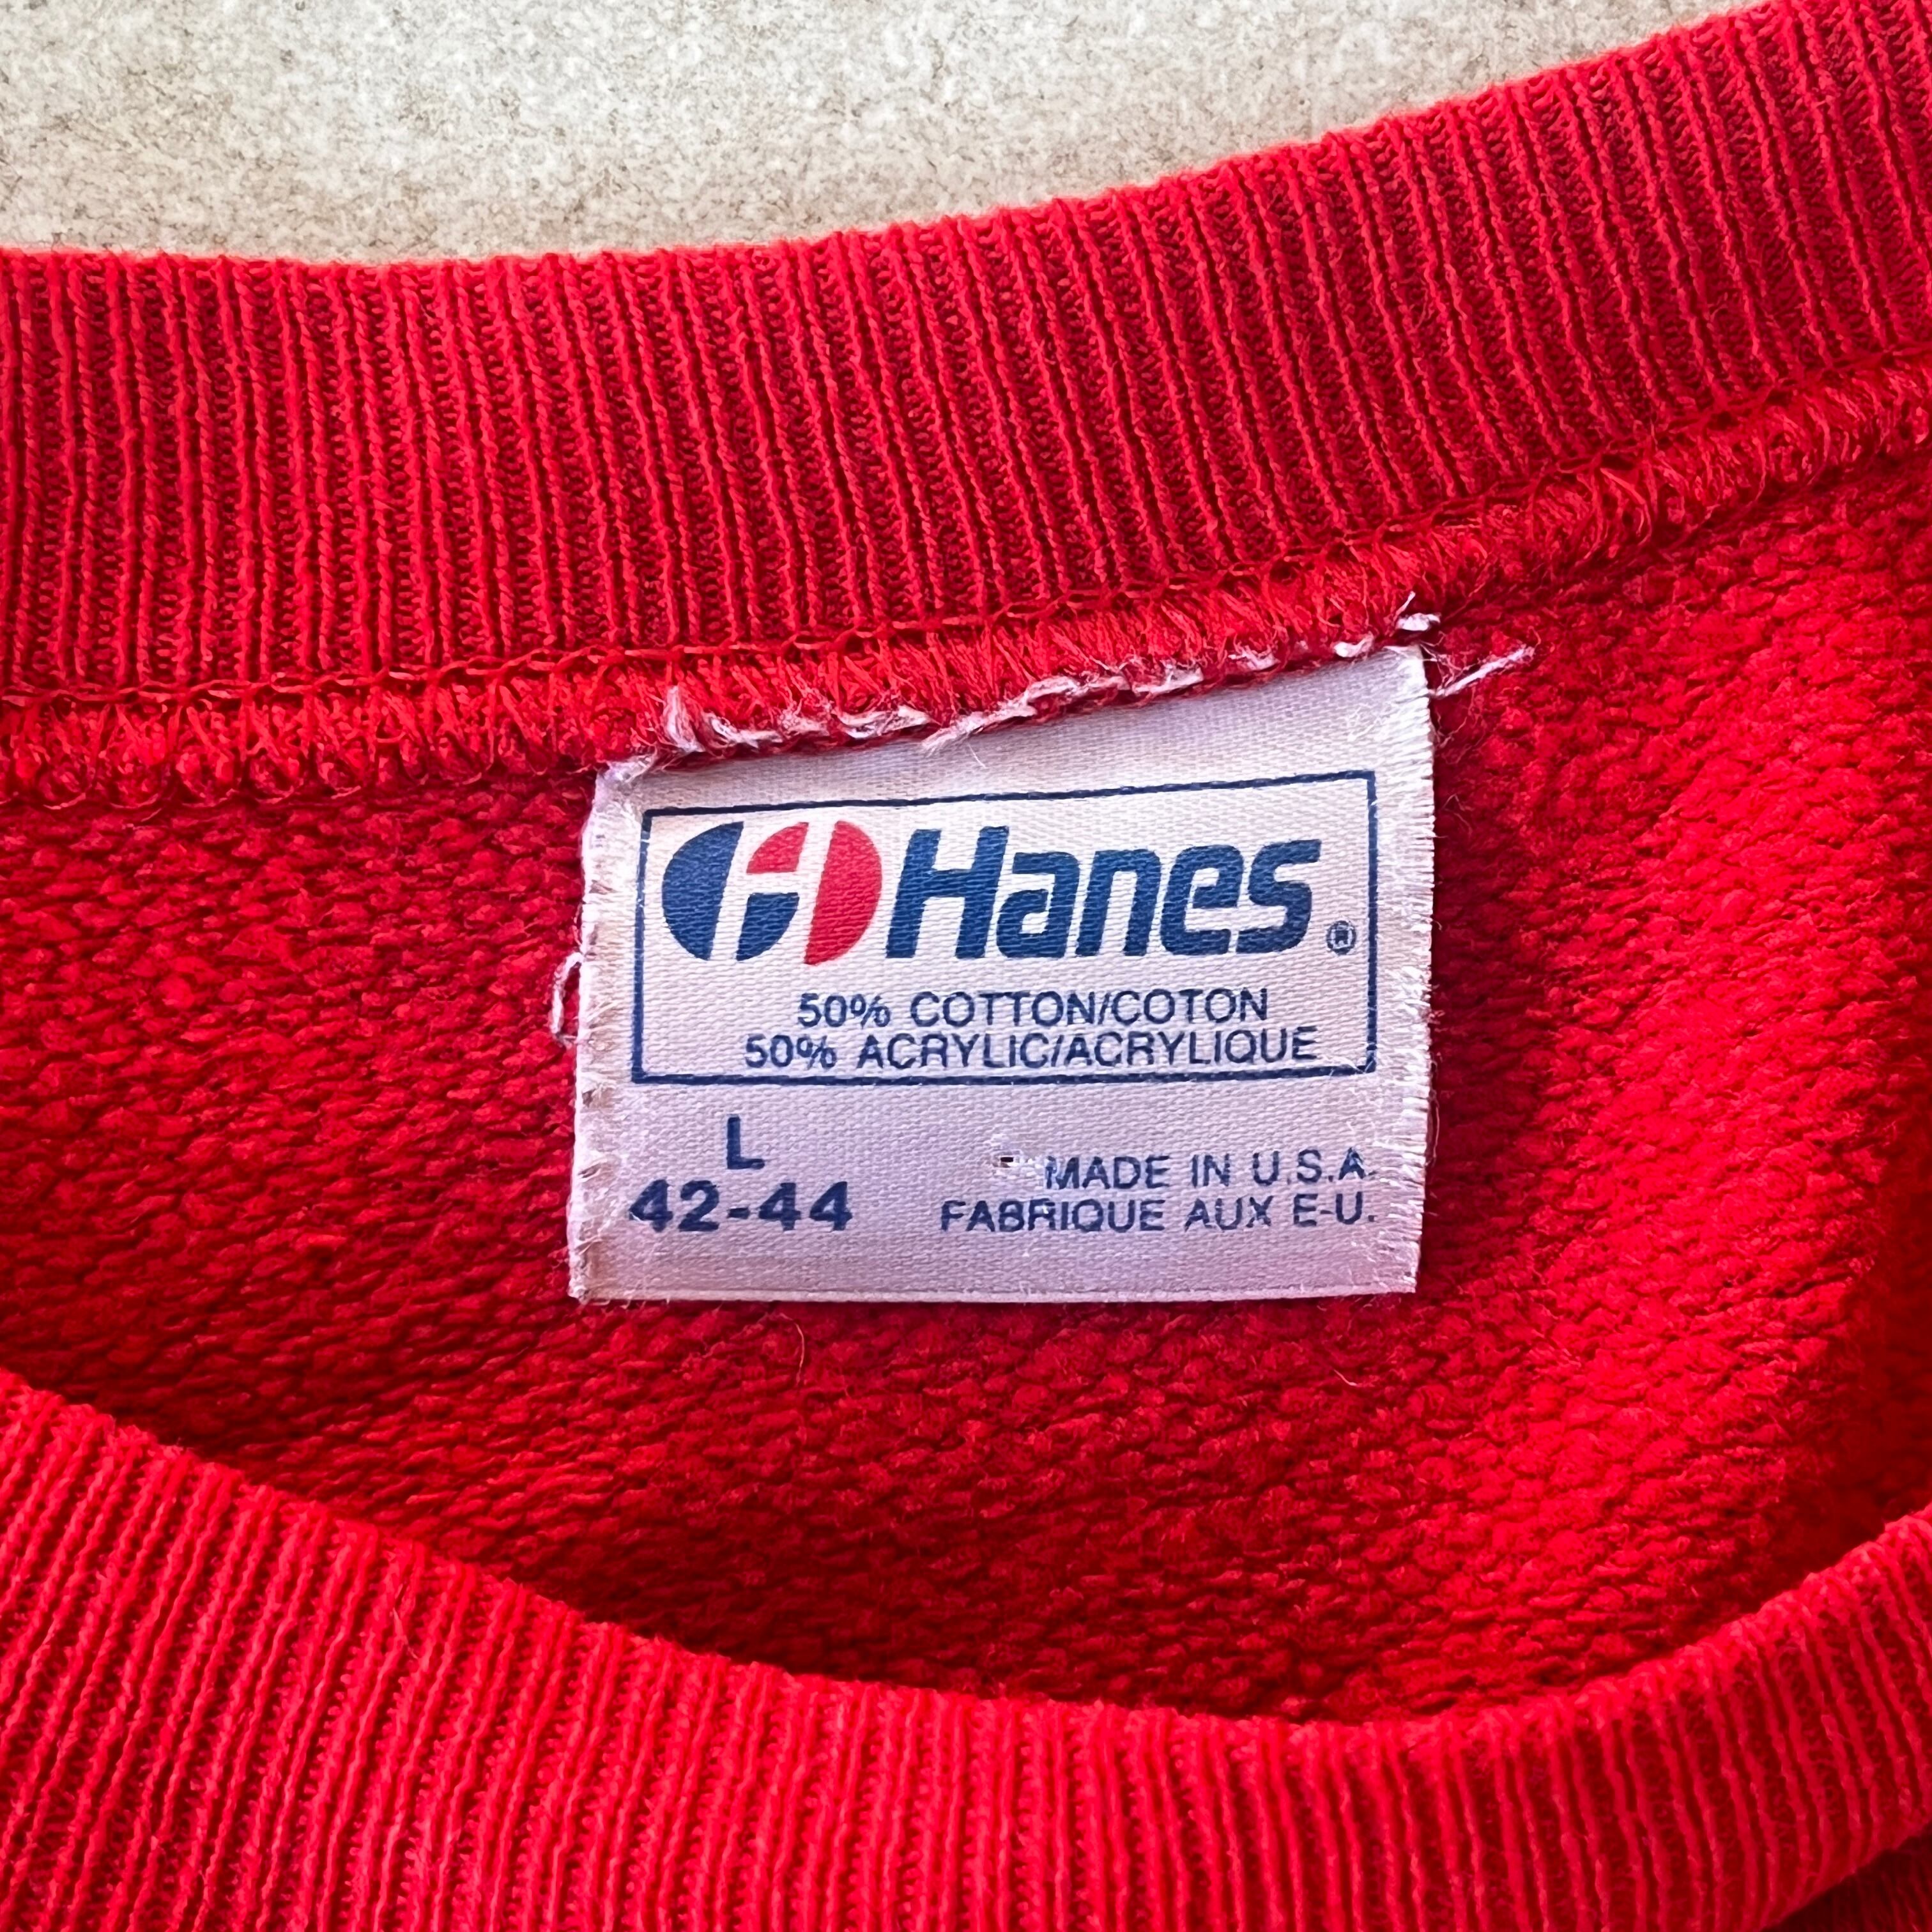 Hanes®
50% COTTON/COTON
50% ACRYLIC/ACRYLIQUE
L
42-44
MADE IN U.S.A.
FABRIQUE AUX E-U.